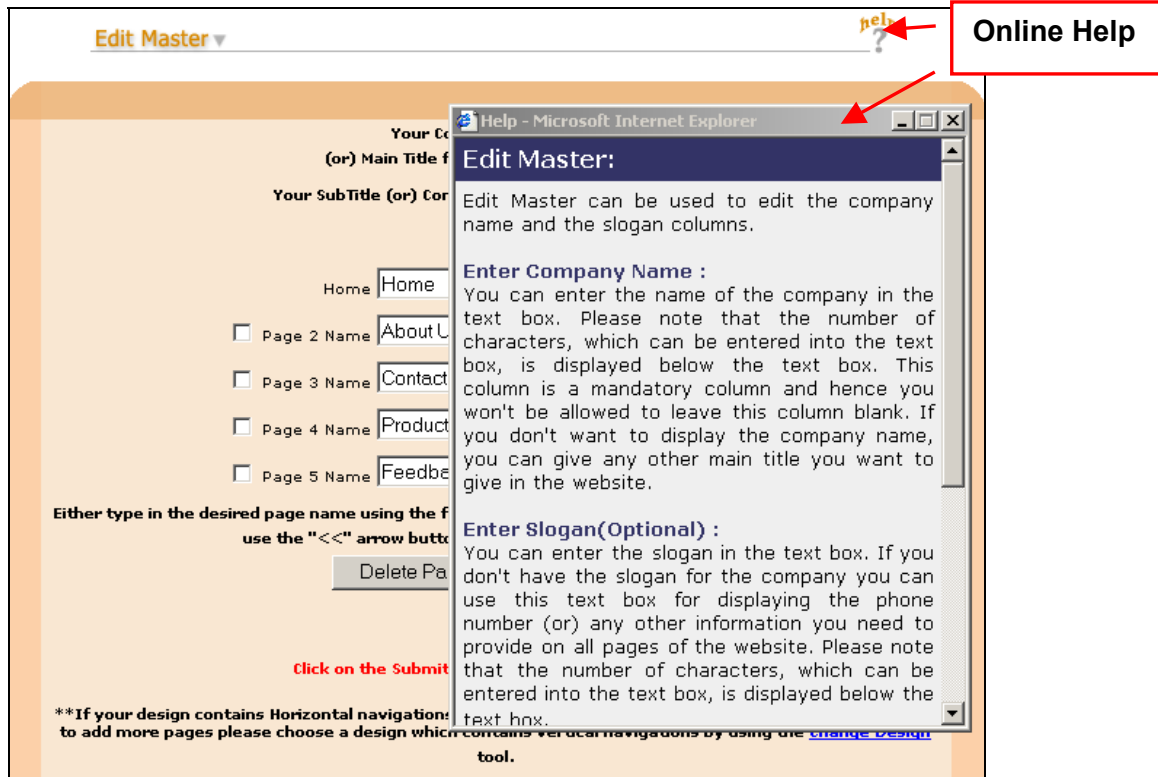 Edit Master
help
?
Online Help
Your Co
(or) Main Title f
Your SubTitle (or) Cor
Home Home
Page 2 Name About U
Page 3 Name Contact
Page 4 Name Product
Page 5 Name Feedba
Either type in the desired page name using the f
use the "<<" arrow butto
Delete Pa
Click on the Submit
**If your design contains Horizontal navigations
to add more pages please choose a design which contains vertical navigations by using the Change Design
tool.
Help - Microsoft Internet Explorer
Edit Master:
Edit Master can be used to edit the company
name and the slogan columns.
Enter Company Name :
You can enter the name of the company in the
text box. Please note that the number of
characters, which can be entered into the text
box, is displayed below the text box. This
column is a mandatory column and hence you
won't be allowed to leave this column blank. If
you don't want to display the company name,
you can give any other main title you want to
give in the website.
Enter Slogan(Optional) :
You can enter the slogan in the text box. If you
don't have the slogan for the company you can
use this text box for displaying the phone
number (or) any other information you need to
provide on all pages of the website. Please note
that the number of characters, which can be
entered into the text box, is displayed below the
text box.